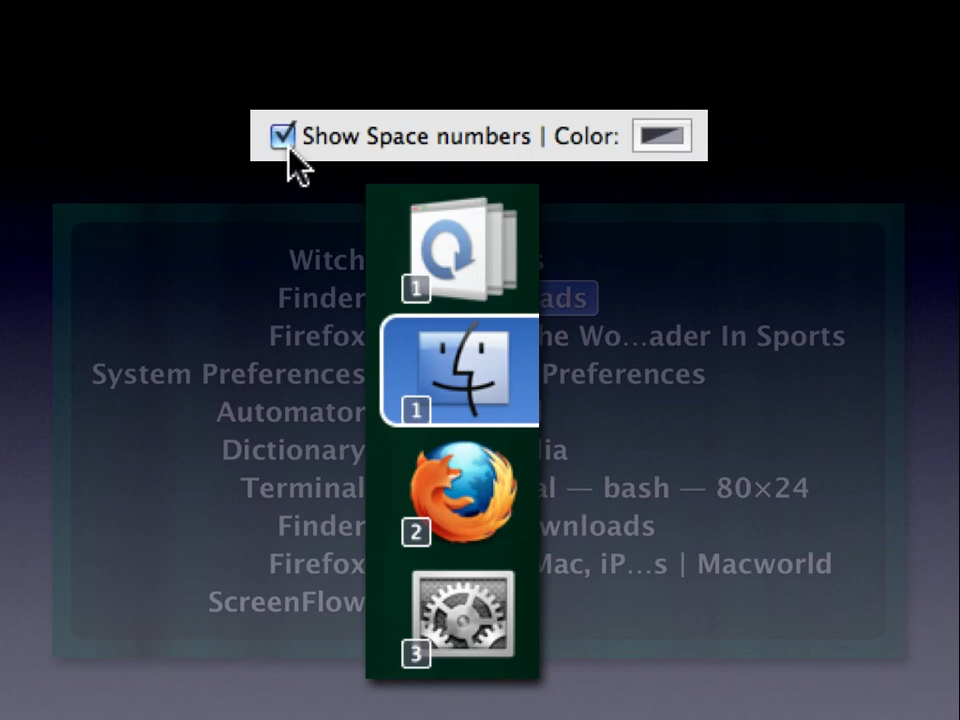 Show Space numbers | Color:
1
Witch s
Finder ads
1
Firefox he Wo...ader In Sports
System Preferences Preferences
Automator
1
Dictionary lia
Terminal al — bash — 80×24
Finder wnloads
2
Firefox Mac, iP...s | Macworld
ScreenFlow
3